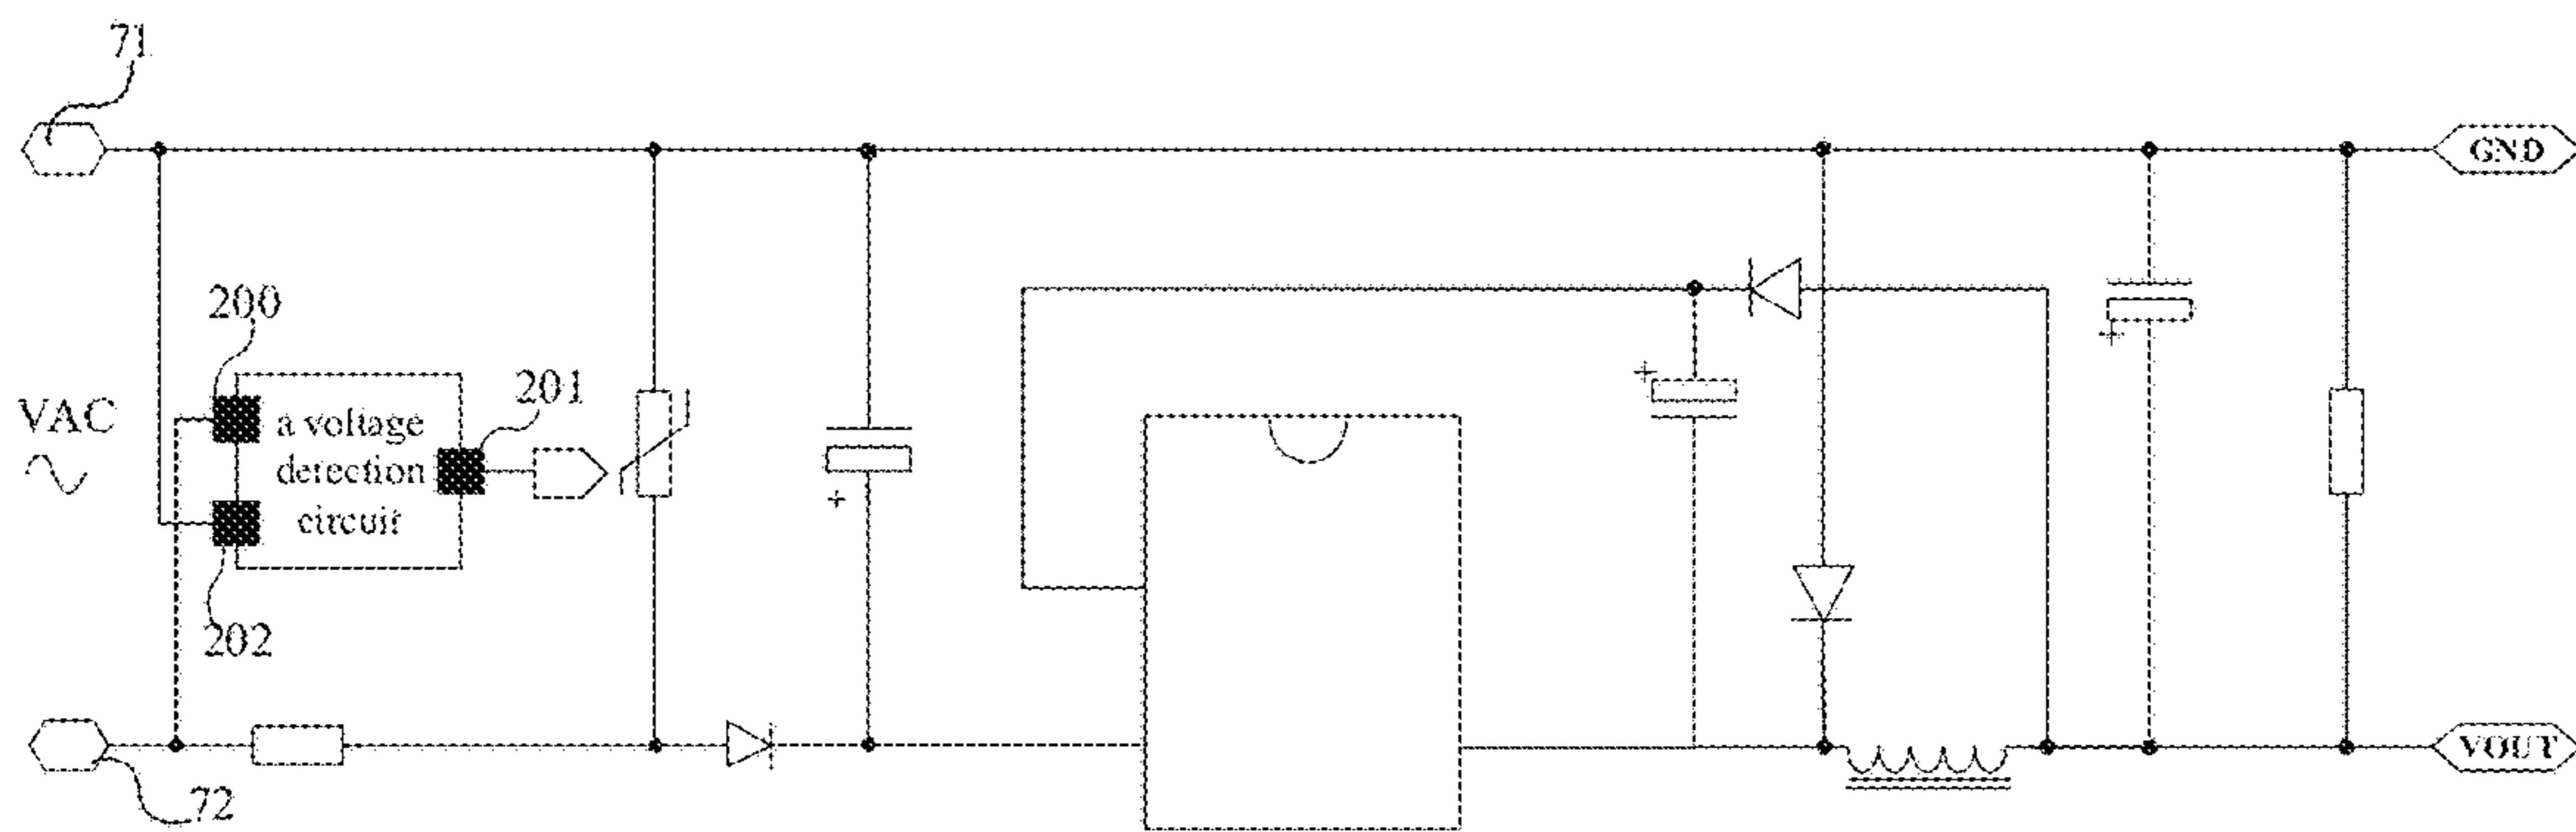 71
GND
200
201
VAC
a voltage
detection
circuit
202
VOUT
72